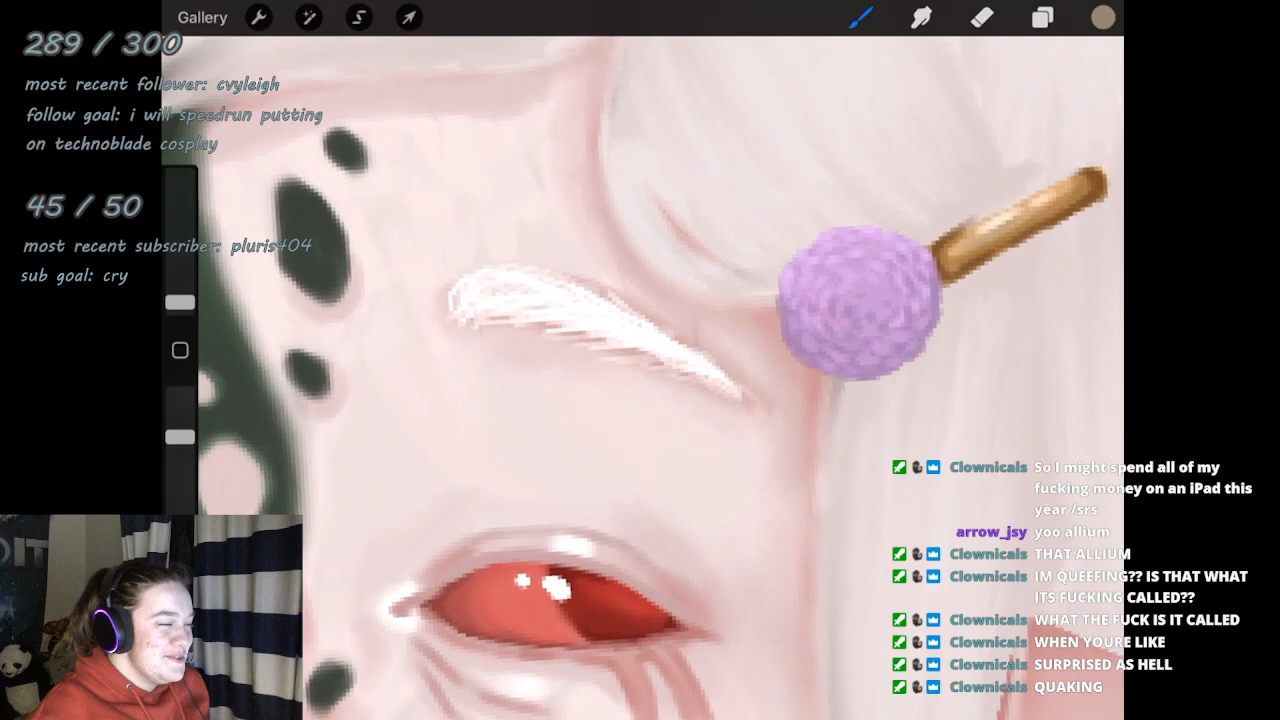 Gallery
289 / 300
most recent follower: cvyleigh
follow goal: i will speedrun putting
on technoblade cosplay
45 / 50
most recent subscriber: pluris404
sub goal: cry
Clownicals So I might spend all of my
fucking money on an iPad this
year /srs
arrow_jsy yoo allium
Clownicals THAT ALLIUM
Clownicals IM QUEEFING?? IS THAT WHAT
ITS FUCKING CALLED??
Clownicals WHAT THE FUCK IS IT CALLED
Clownicals WHEN YOURE LIKE
Clownicals SURPRISED AS HELL
Clownicals QUAKING